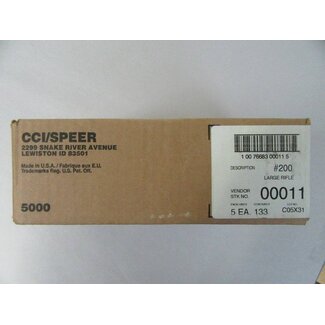 CCI/SPEER
2299 SNAKE RIVER AVENUE
LEWISTON ID 83501
Made in U.S.A. / Fabrique aux E.U.
Trademarks Reg. U.S. Pat. Off.
5000
1 00 76683 00011 5
DESCRIPTION
#200
LARGE RIFLE
VENDOR
STK NO.
00011
5 EA. 133
C05X31